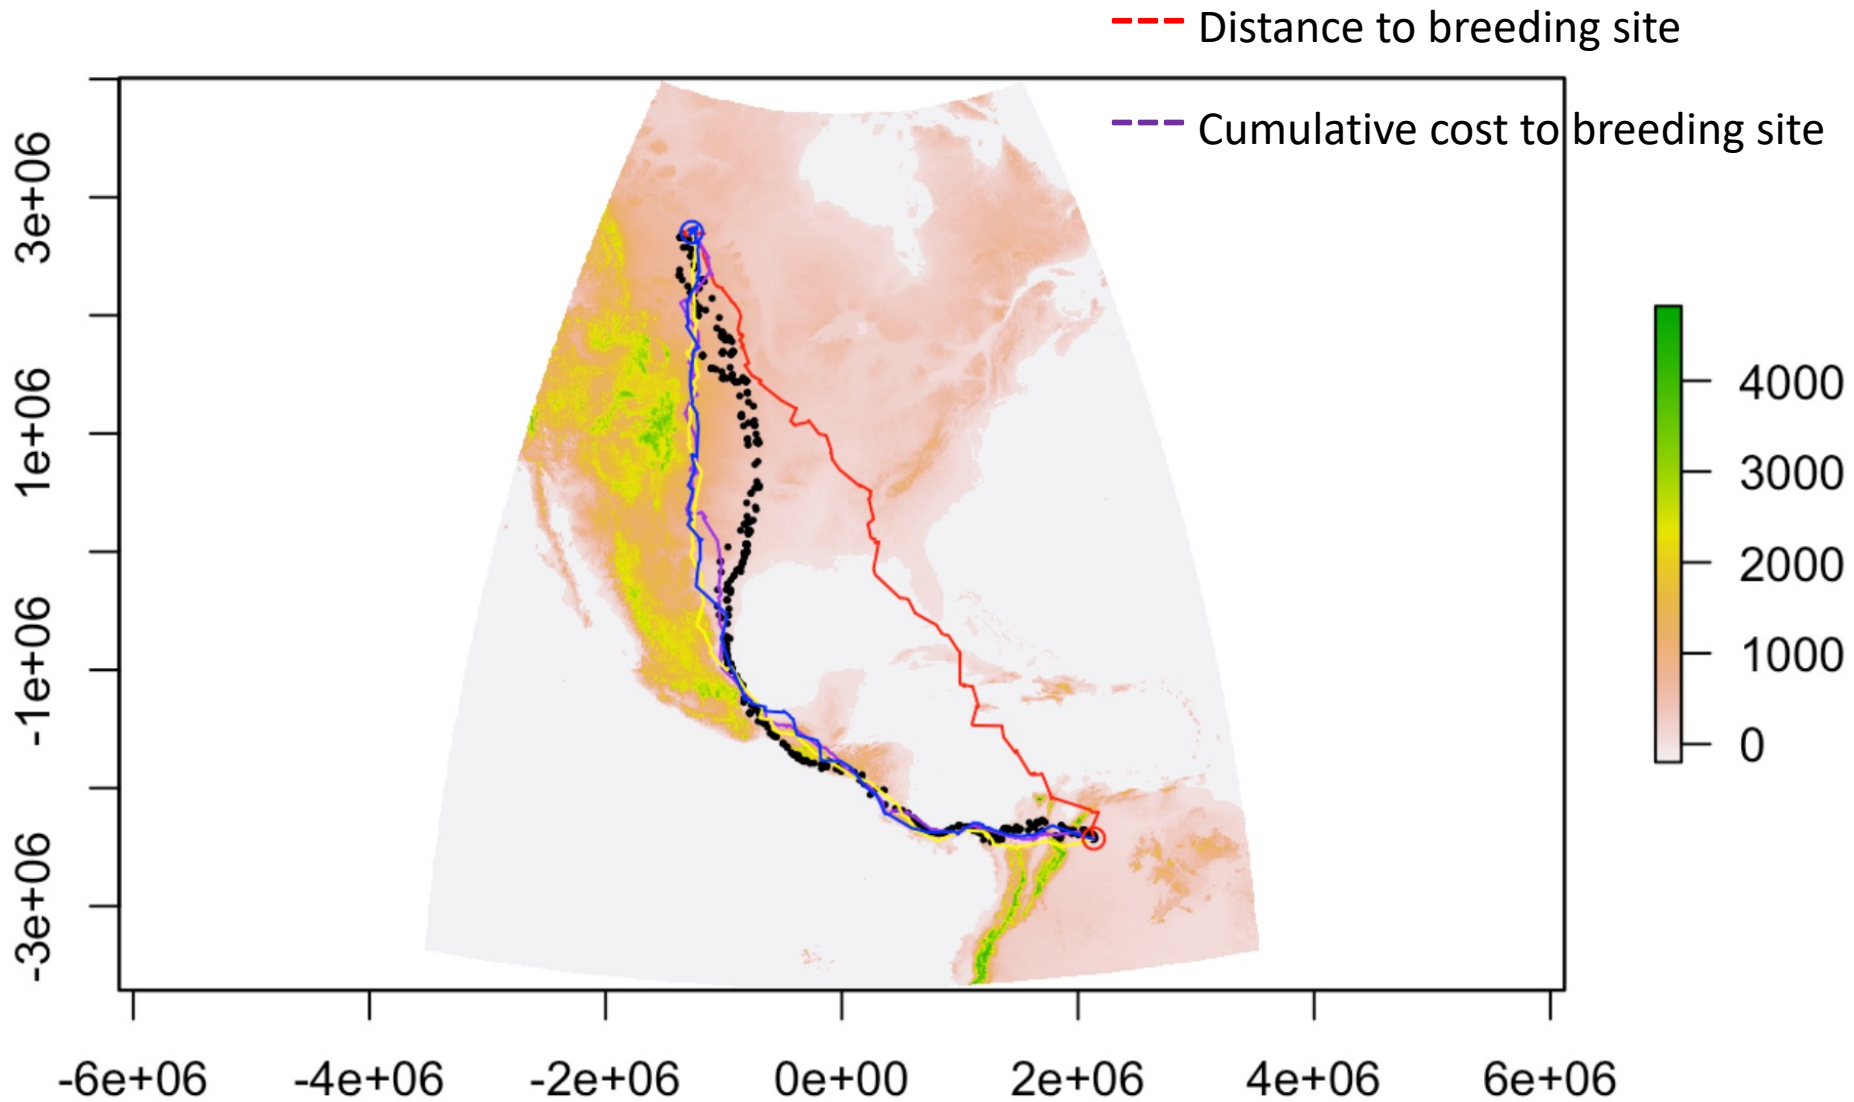 Distance to breeding site
Cumulative cost to breeding site
3e+06
1e+06
-1e+06
-3e+06
4000
3000
2000
1000
0
-6e+06 -4e+06 -2e+06 0e+00 2e+06 4e+06 6e+06